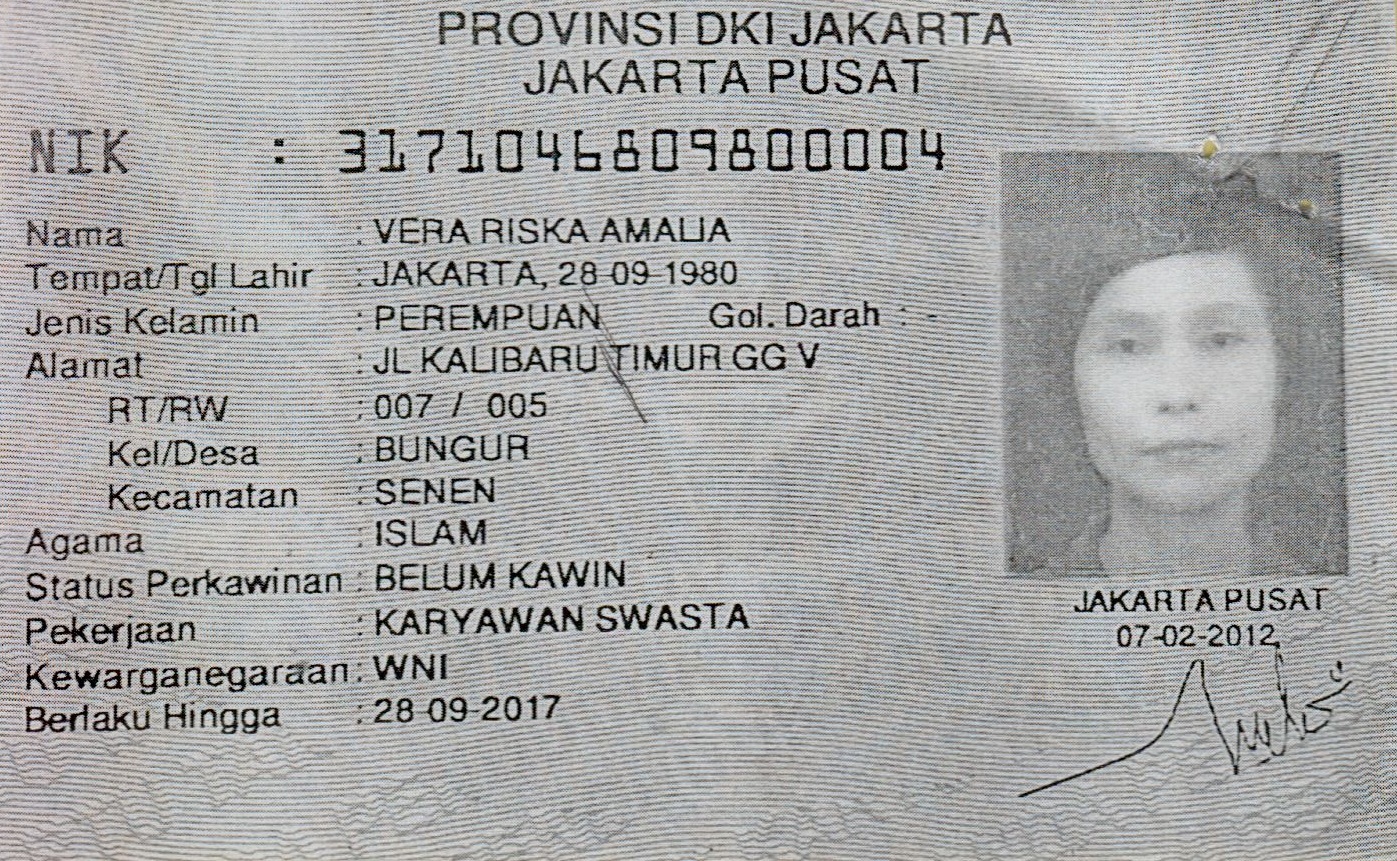 PROVINSI DKI JAKARTA
JAKARTA PUSAT
NIK : 3171046809800004
Nama : VERA RISKA AMALIA
Tempat/Tgl Lahir : JAKARTA, 28-09-1980
Jenis Kelamin : PEREMPUAN Gol. Darah : -
Alamat : JL KALIBARU TIMUR GG V
RT/RW : 007 / 005
Kel/Desa : BUNGUR
Kecamatan : SENEN
Agama : ISLAM
Status Perkawinan : BELUM KAWIN
Pekerjaan : KARYAWAN SWASTA
Kewarganegaraan : WNI
Berlaku Hingga : 28-09-2017
JAKARTA PUSAT
07-02-2012